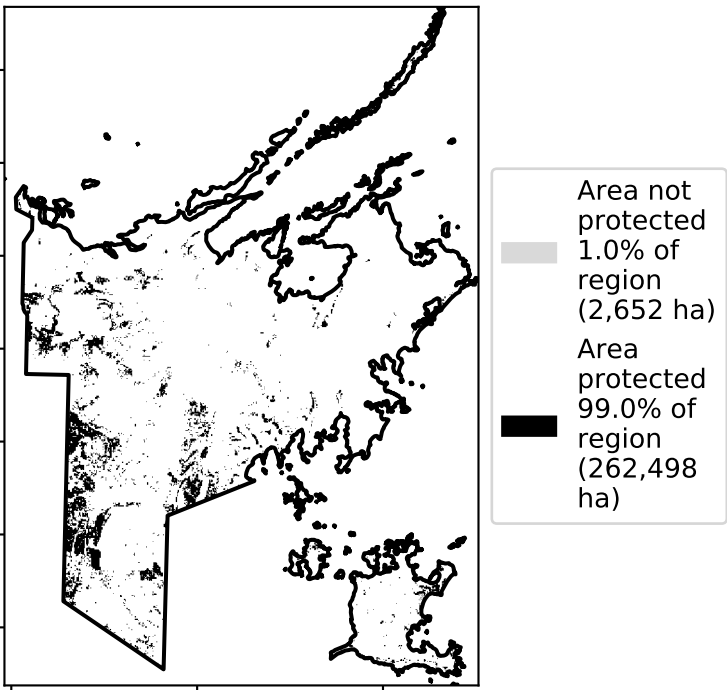 Area not
protected
1.0% of
region
(2,652 ha)
Area
protected
99.0% of
region
(262,498
ha)